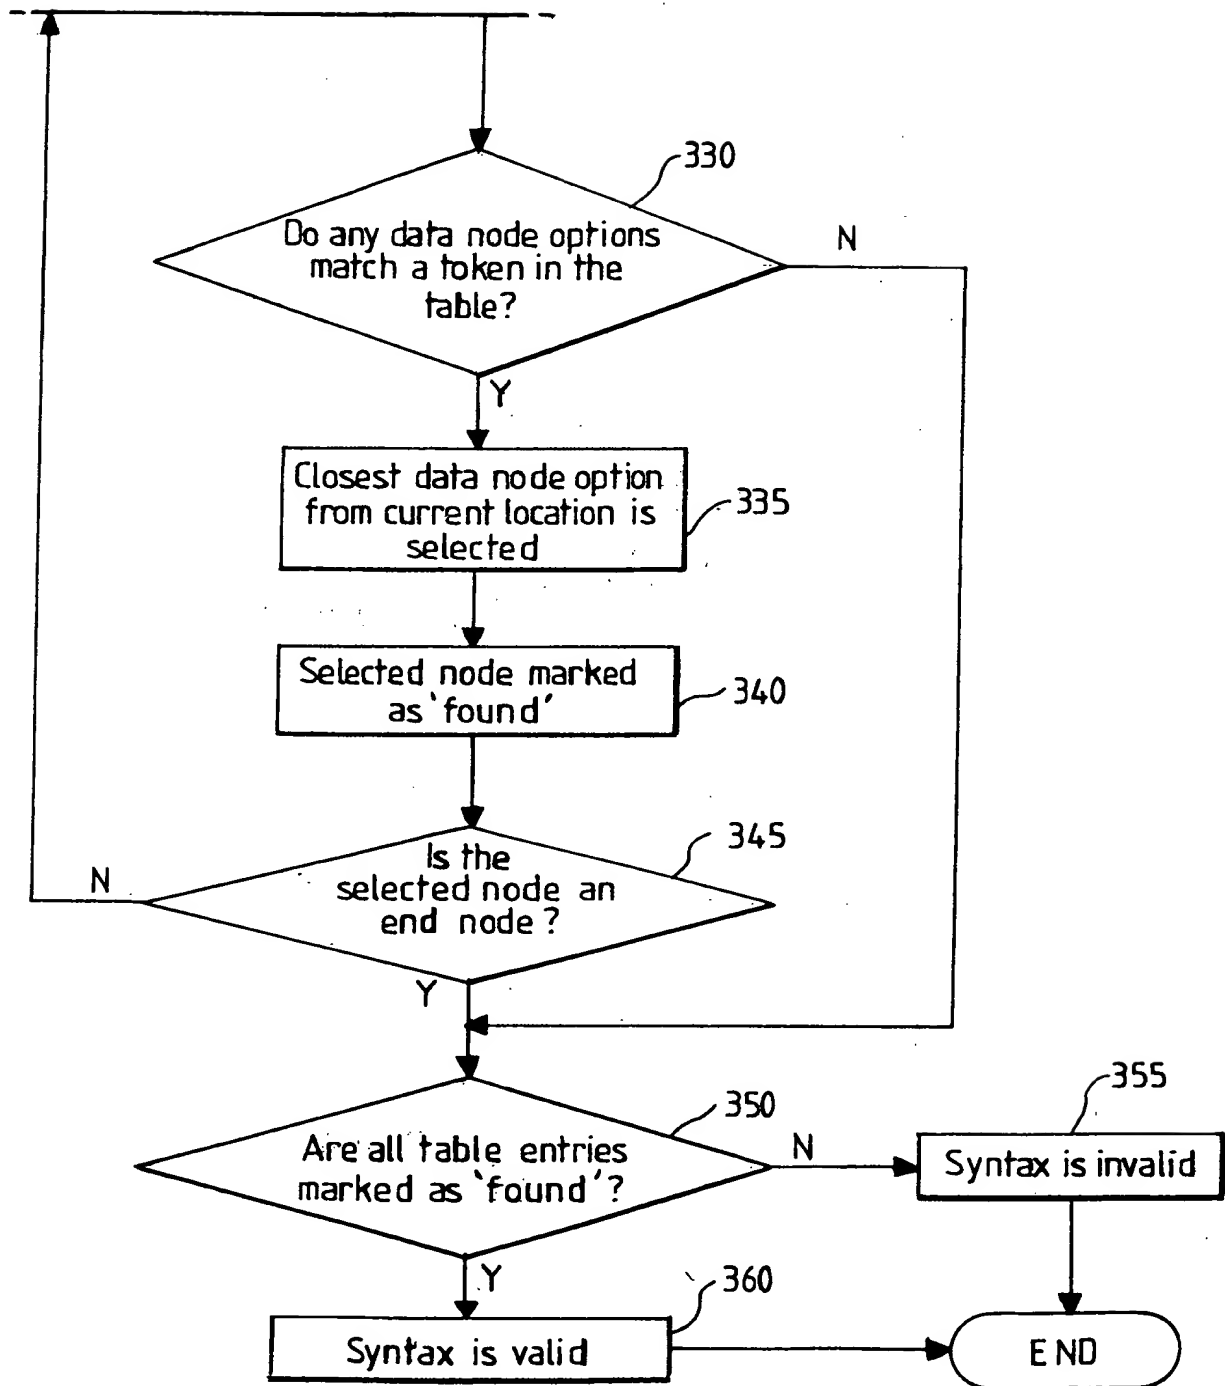 330
Do any data node options
match a token in the
table?
N
Y
Closest data node option
from current location is
selected
335
Selected node marked
as 'found'
340
345
Is the
selected node an
end node?
N
Y
350
Are all table entries
marked as 'found'?
N
355
Syntax is invalid
Y
360
Syntax is valid
END